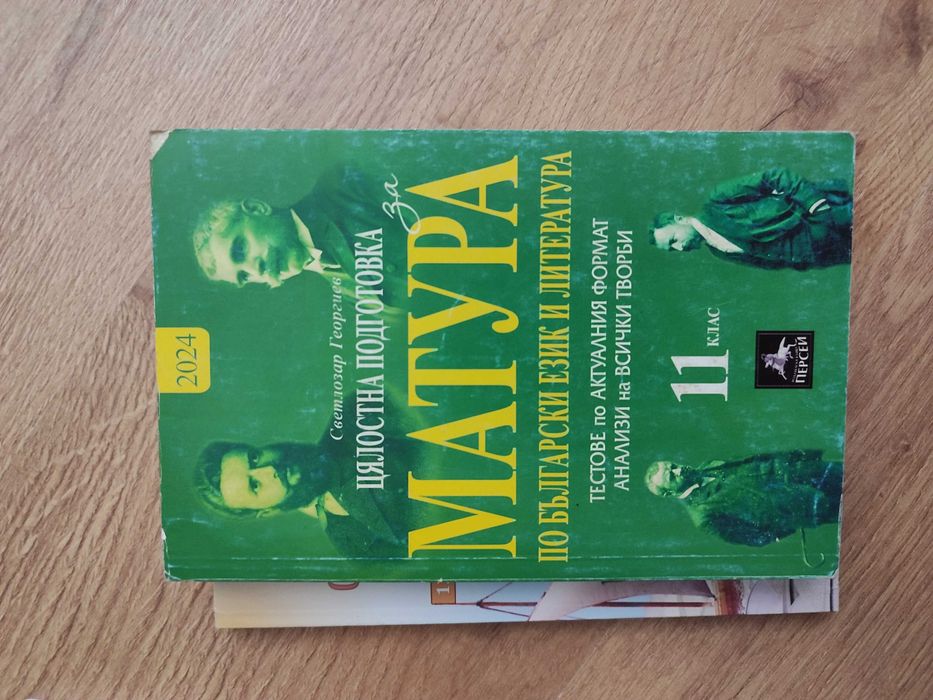 2024
Светлозар Георгиев
ЦЯЛОСТНА ПОДГОТОВКА
за
МАТУРА
ПО БЪЛГАРСКИ ЕЗИК И ЛИТЕРАТУРА
ТЕСТОВЕ по АКТУАЛНИЯ ФОРМАТ
АНАЛИЗИ на ВСИЧКИ ТВОРБИ
11 КЛАС
ПЕРСЕЙ